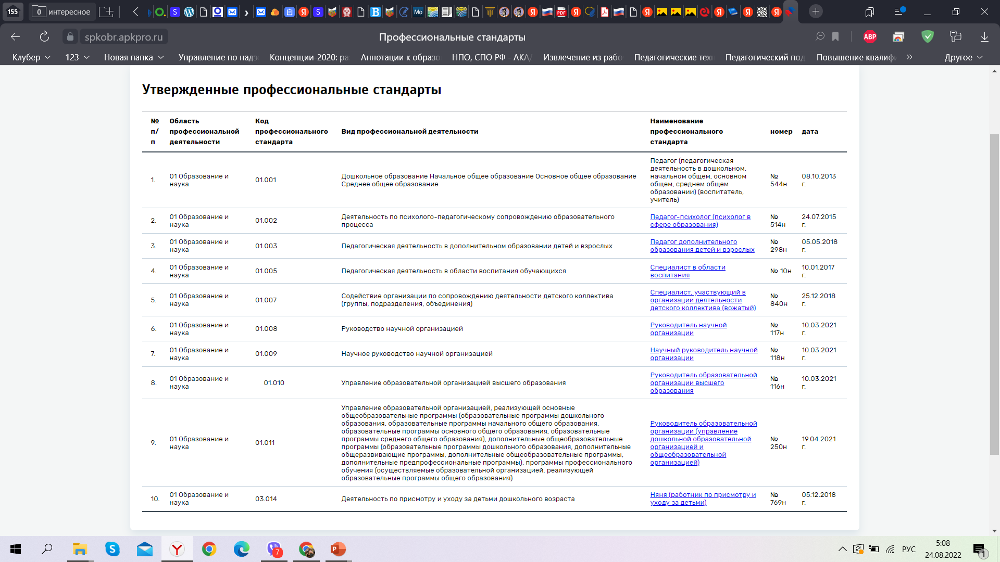 155
0 интересное
spkobr.apkpro.ru
Профессиональные стандарты
ABP
Клубер
123
Новая папка
Управление по надз
Концепции-2020: ра
Аннотации к образо
НПО, СПО РФ - АКА
Извлечение из рабо
Педагогические техн
Педагогический под
Повышение квалифи
Другое
Утвержденные профессиональные стандарты
№ п/п
Область профессиональной деятельности
Код профессионального стандарта
Вид профессиональной деятельности
Наименование профессионального стандарта
номер
дата
1.
01 Образование и наука
01.001
Дошкольное образование Начальное общее образование Основное общее образование
Среднее общее образование
Педагог (педагогическая
деятельность в дошкольном,
начальном общем, основном
общем, среднем общем
образовании) (воспитатель,
учитель)
№ 544н
08.10.2013 г.
2.
01 Образование и наука
01.002
Деятельность по психолого-педагогическому сопровождению образовательного
процесса
Педагог-психолог (психолог в
сфере образования)
№ 514н
24.07.2015 г.
3.
01 Образование и наука
01.003
Педагогическая деятельность в дополнительном образовании детей и взрослых
Педагог дополнительного
образования детей и взрослых
№ 298н
05.05.2018 г.
4.
01 Образование и наука
01.005
Педагогическая деятельность в области воспитания обучающихся
Специалист в области
воспитания
№ 10н
10.01.2017 г.
5.
01 Образование и наука
01.007
Содействие организации по сопровождению деятельности детского коллектива
(группы, подразделения, объединения)
Специалист, участвующий в
организации деятельности
детского коллектива (вожатый)
№ 840н
25.12.2018 г.
6.
01 Образование и наука
01.008
Руководство научной организацией
Руководитель научной
организации
№ 117н
10.03.2021 г.
7.
01 Образование и наука
01.009
Научное руководство научной организацией
Научный руководитель научной
организации
№ 118н
10.03.2021 г.
8.
01 Образование и наука
01.010
Управление образовательной организацией высшего образования
Руководитель образовательной
организации высшего
образования
№ 116н
10.03.2021 г.
9.
01 Образование и наука
01.011
Управление образовательной организацией, реализующей основные
общеобразовательные программы (образовательные программы дошкольного
образования, образовательные программы начального общего образования,
образовательные программы основного общего образования, образовательные
программы среднего общего образования), дополнительные общеобразовательные
программы (образовательные программы дошкольного образования, дополнительные
общеразвивающие программы, дополнительные общеобразовательные программы,
дополнительные предпрофессиональные программы), программы профессионального
обучения (осуществляемые образовательной организацией, реализующей
образовательные программы общего образования)
Руководитель образовательной
организации (управление
дошкольной образовательной
организацией и
общеобразовательной
организацией)
№ 250н
19.04.2021 г.
10.
01 Образование и наука
03.014
Деятельность по присмотру и уходу за детьми дошкольного возраста
Няня (работник по присмотру и
уходу за детьми)
№ 769н
05.12.2018 г.
7
РУС
5:08
24.08.2022
1